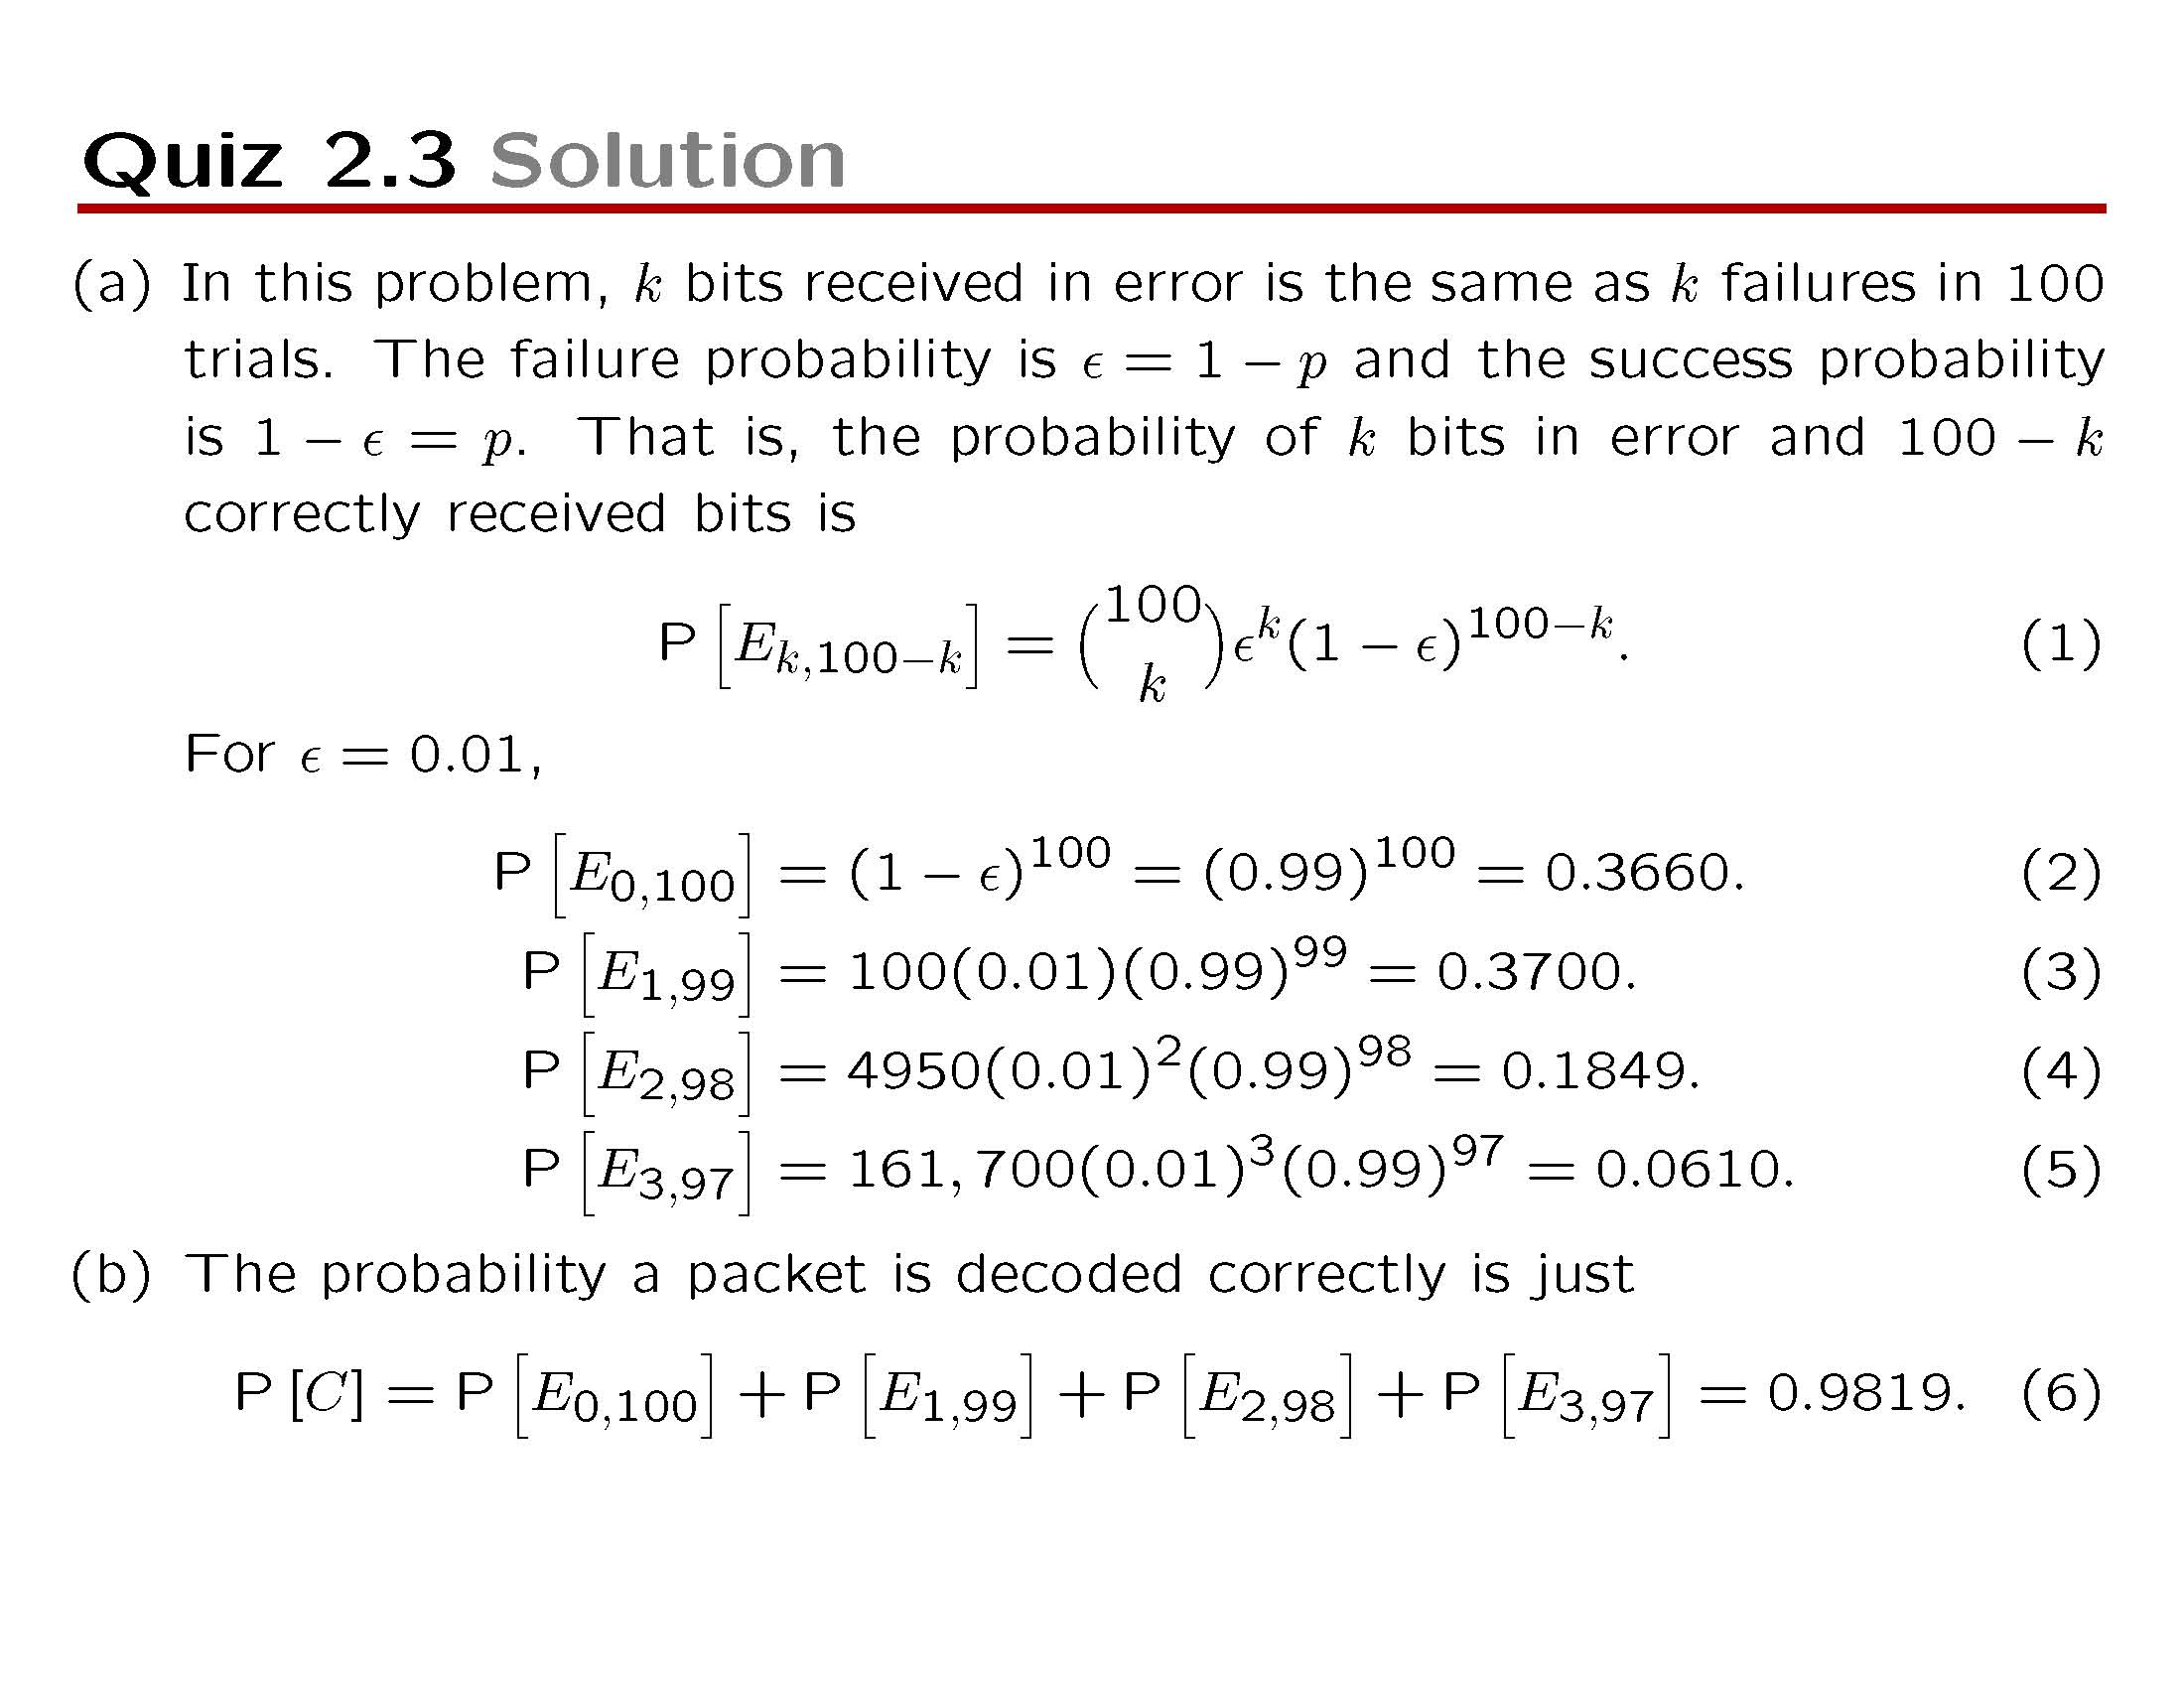 Quiz 2.3 Solution
(a) In this problem, k bits received in error is the same as k failures in 100
trials. The failure probability is ϵ = 1 − p and the success probability
is 1 − ϵ = p. That is, the probability of k bits in error and 100 − k
correctly received bits is
P [E_{k,100−k}] = \binom{100}{k} ϵ^k (1 − ϵ)^{100−k}. (1)
For ϵ = 0.01,
P [E_{0,100}] = (1 − ϵ)^{100} = (0.99)^{100} = 0.3660. (2)
P [E_{1,99}] = 100(0.01)(0.99)^{99} = 0.3700. (3)
P [E_{2,98}] = 4950(0.01)^2(0.99)^{98} = 0.1849. (4)
P [E_{3,97}] = 161, 700(0.01)^3(0.99)^{97} = 0.0610. (5)
(b) The probability a packet is decoded correctly is just
P [C] = P [E_{0,100}] + P [E_{1,99}] + P [E_{2,98}] + P [E_{3,97}] = 0.9819. (6)